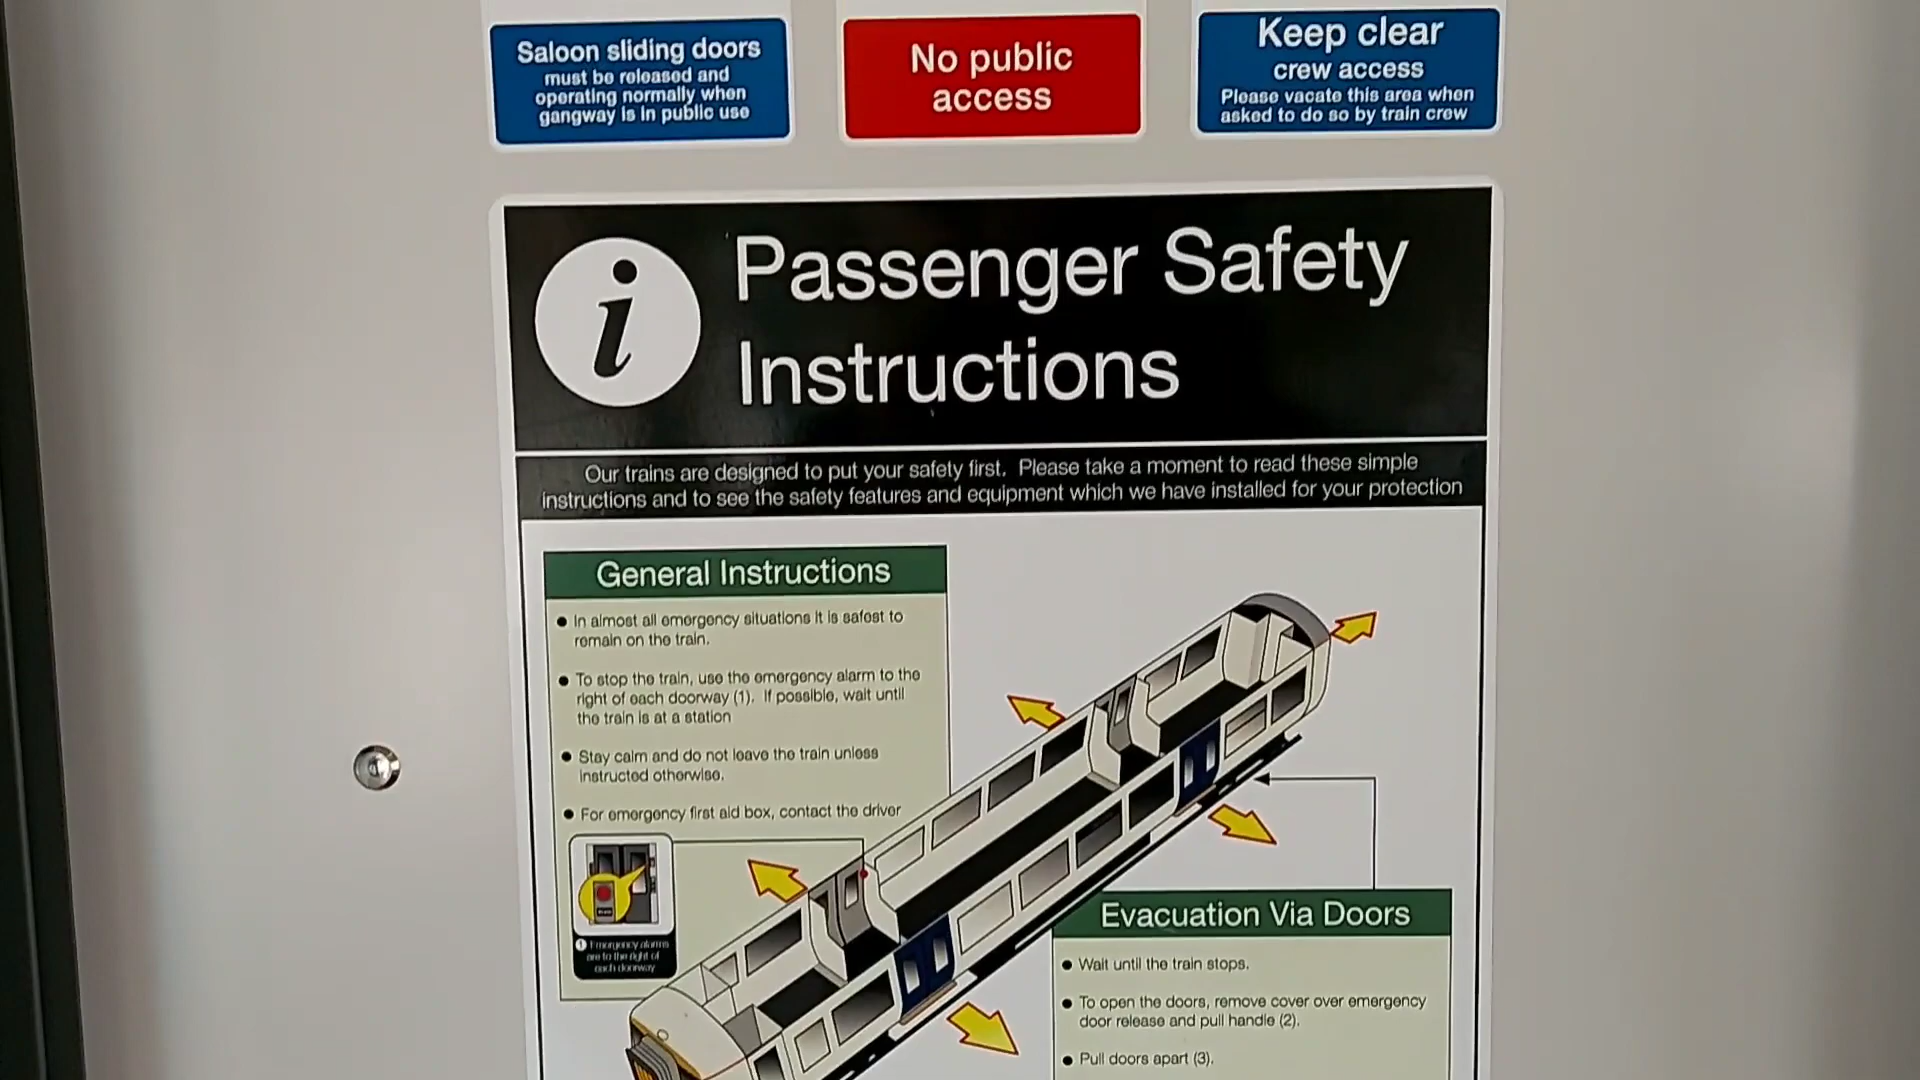 Saloon sliding doors
must be released and
operating normally when
gangway is in public use
No public
access
Keep clear
crew access
Please vacate this area when
asked to do so by train crew
i
Passenger Safety
Instructions
Our trains are designed to put your safety first. Please take a moment to read these simple
instructions and to see the safety features and equipment which we have installed for your protection
General Instructions
• In almost all emergency situations it is safest to
remain on the train.
• To stop the train, use the emergency alarm to the
right of each doorway (1). If possible, wait until
the train is at a station
• Stay calm and do not leave the train unless
instructed otherwise.
• For emergency first aid box, contact the driver
1 Emergency alarms
are to the right of
each doorway
Evacuation Via Doors
• Wait until the train stops.
• To open the doors, remove cover over emergency
door release and pull handle (2).
• Pull doors apart (3).